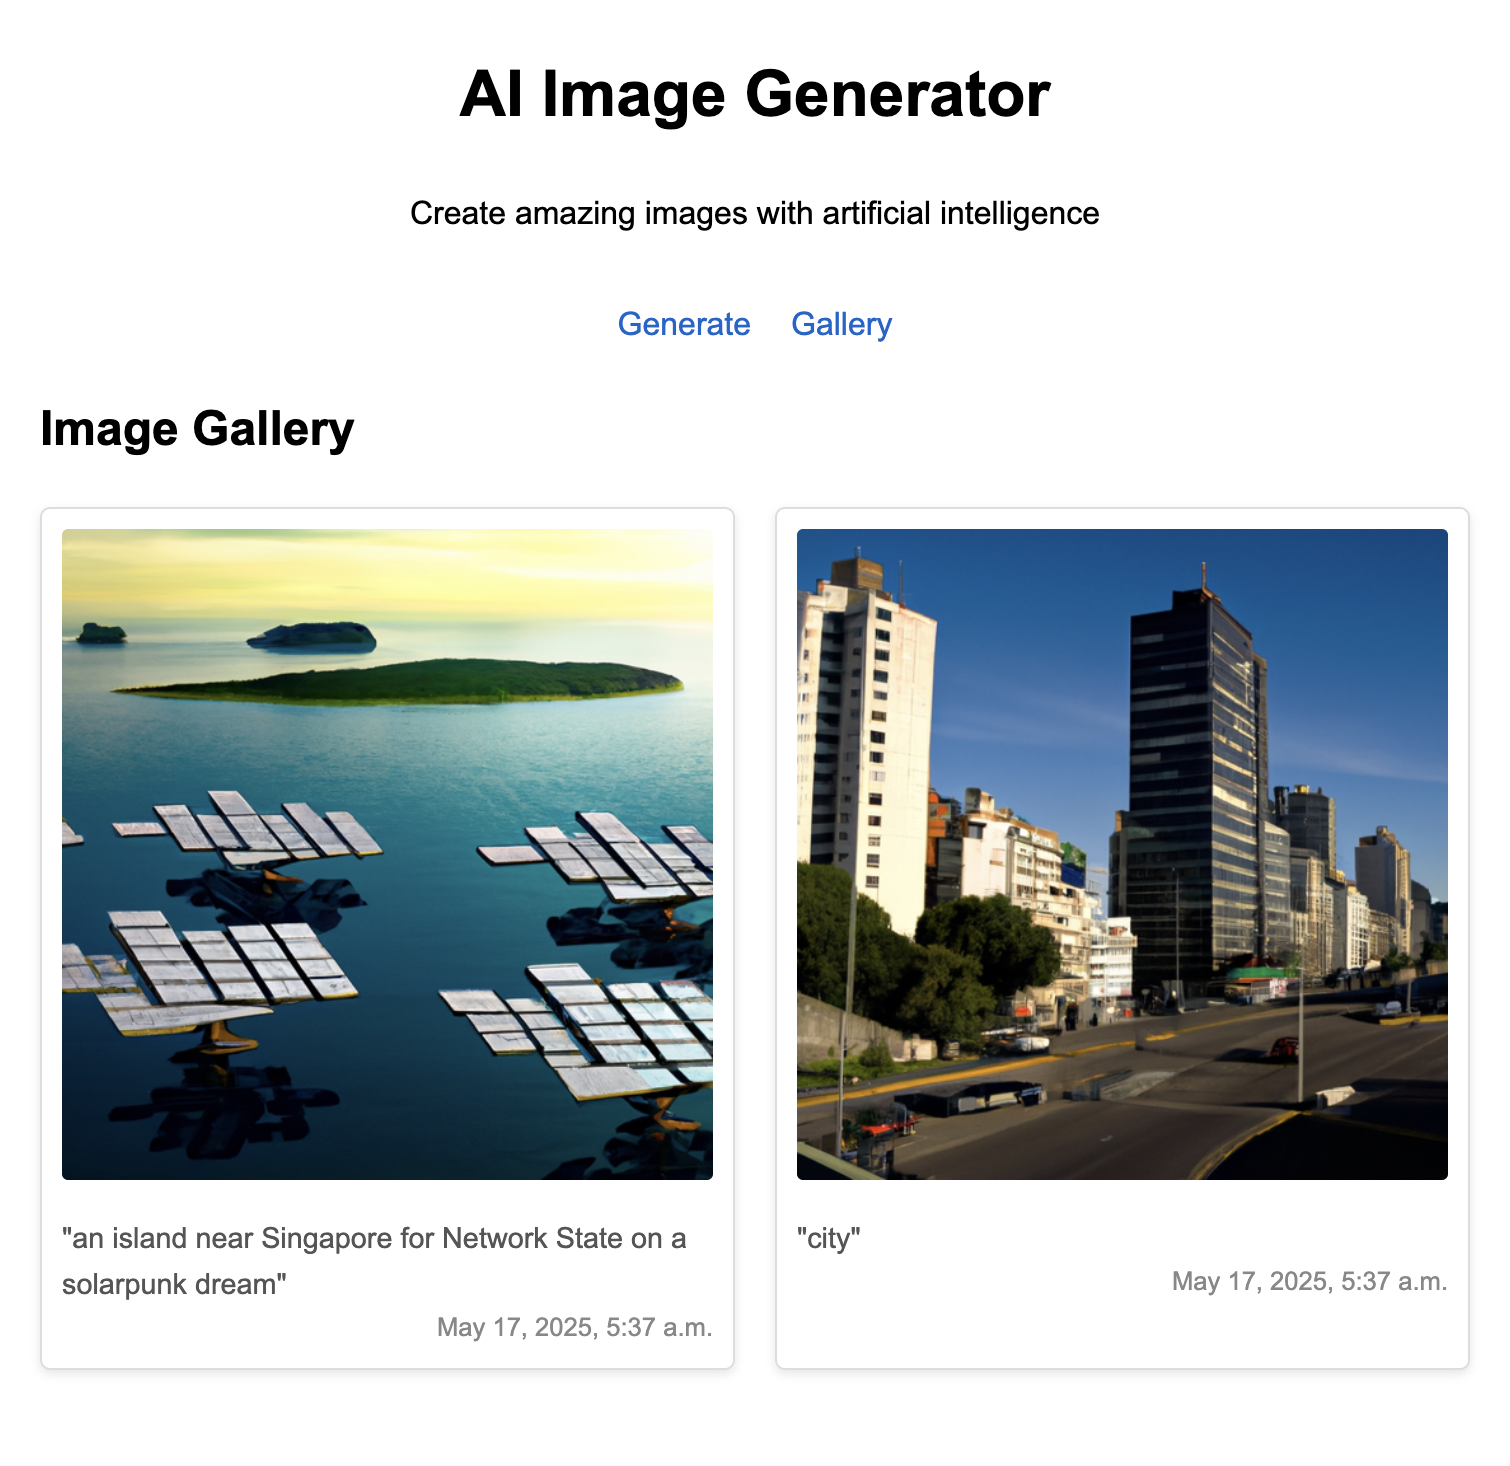 AI Image Generator
Create amazing images with artificial intelligence
Generate Gallery
Image Gallery
"an island near Singapore for Network State on a
solarpunk dream"
May 17, 2025, 5:37 a.m.
"city"
May 17, 2025, 5:37 a.m.